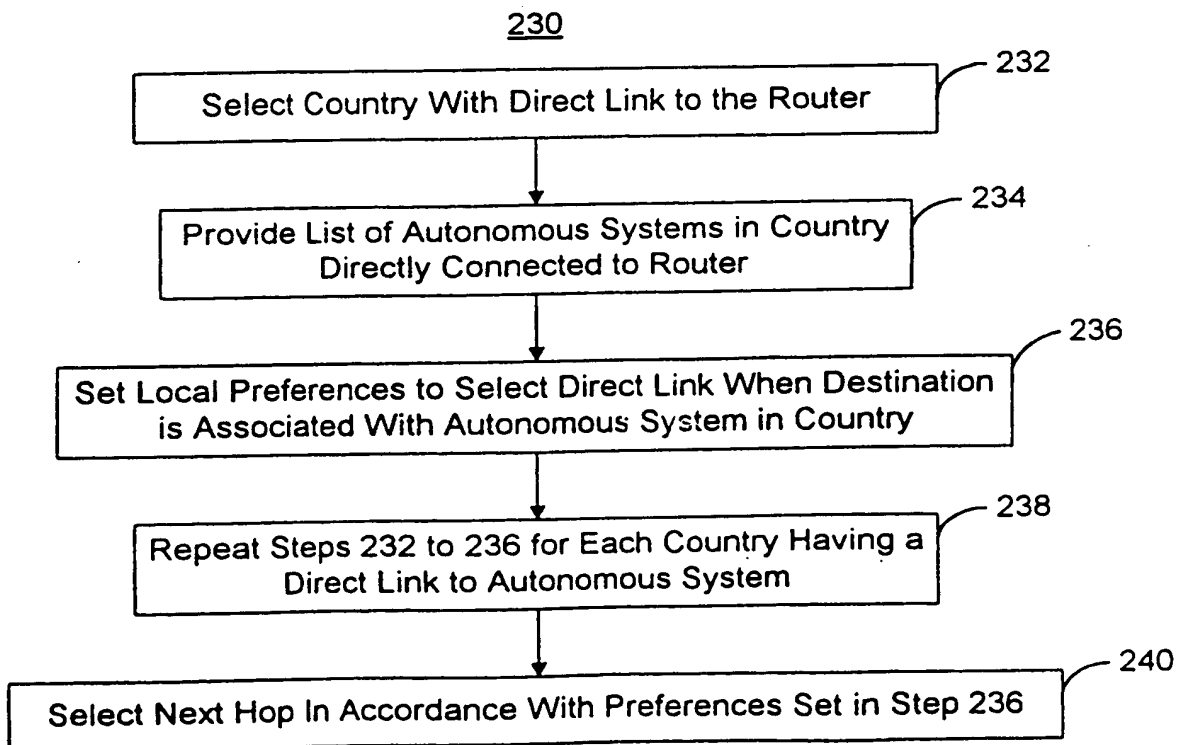 230
232
Select Country With Direct Link to the Router
234
Provide List of Autonomous Systems in Country
Directly Connected to Router
236
Set Local Preferences to Select Direct Link When Destination
is Associated With Autonomous System in Country
238
Repeat Steps 232 to 236 for Each Country Having a
Direct Link to Autonomous System
240
Select Next Hop In Accordance With Preferences Set in Step 236